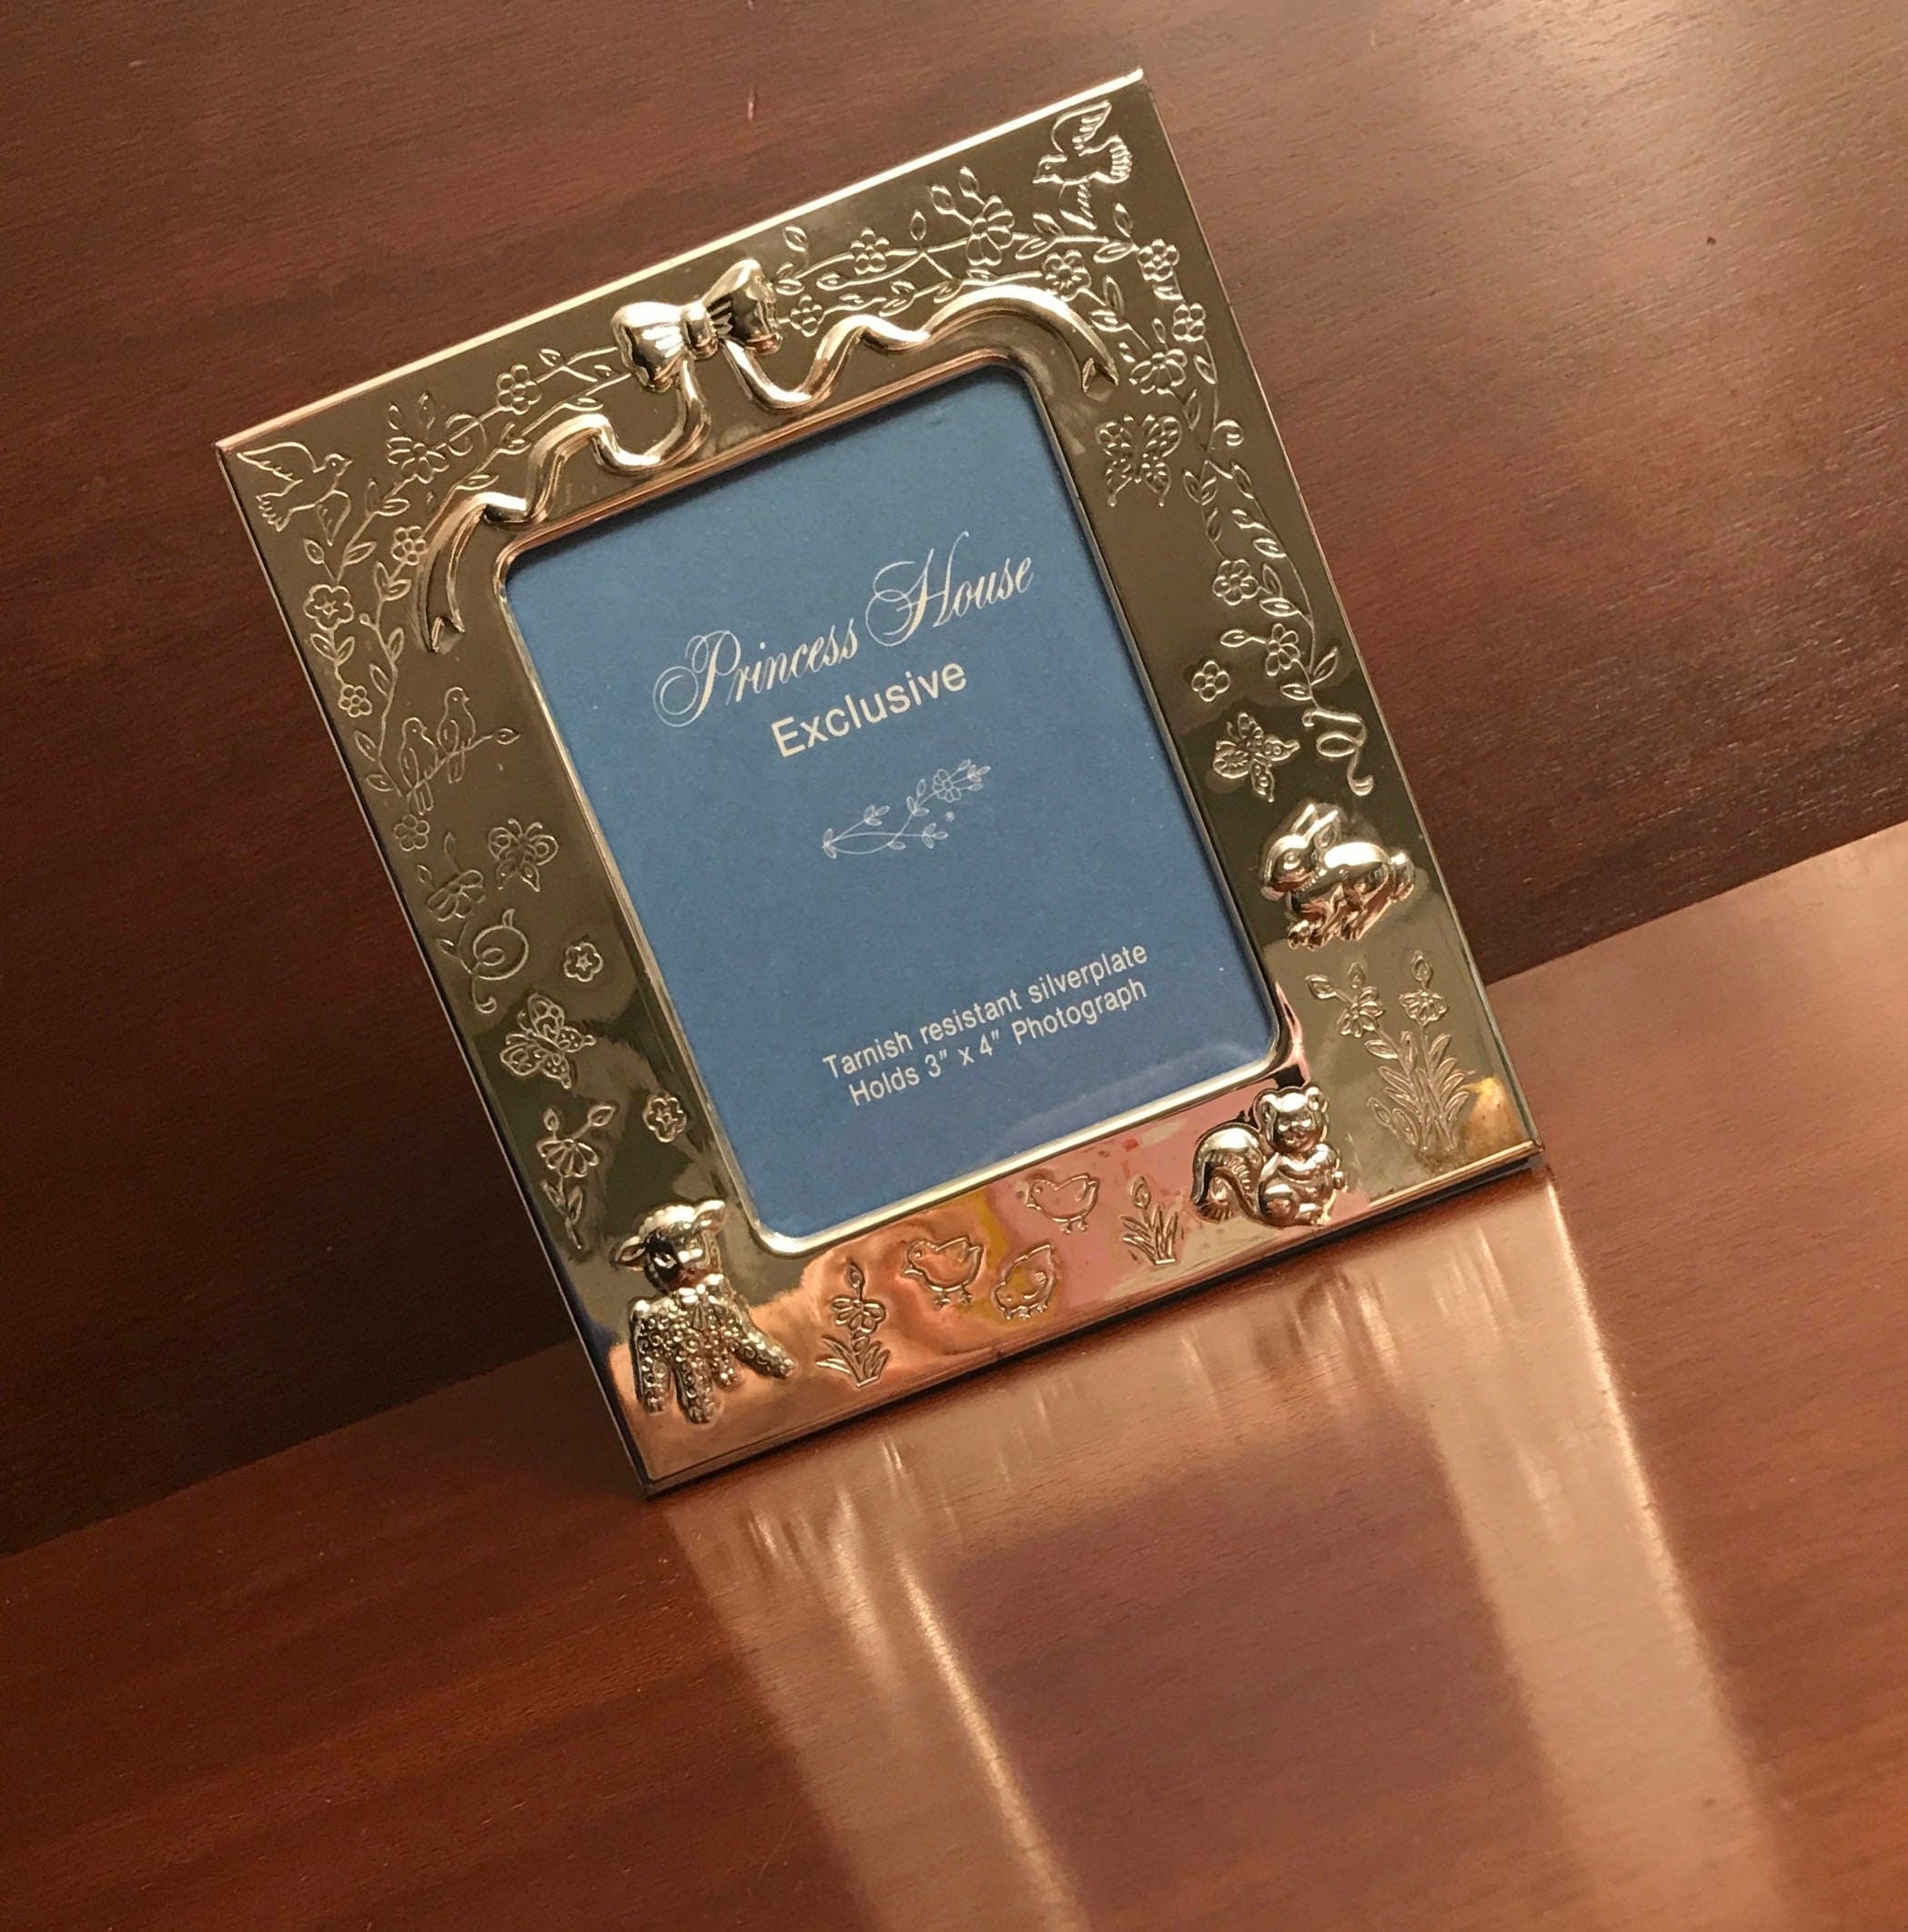 Princess House
Exclusive
Tarnish resistant silverplate
Holds 3" x 4" Photograph